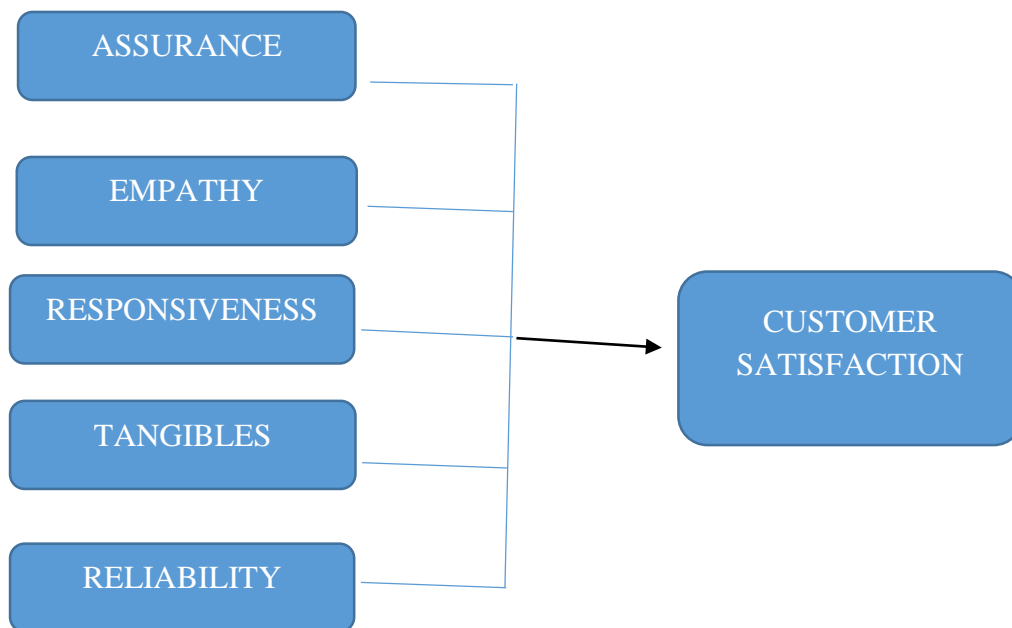 ASSURANCE
EMPATHY
RESPONSIVENESS
TANGIBLES
RELIABILITY
CUSTOMER
SATISFACTION